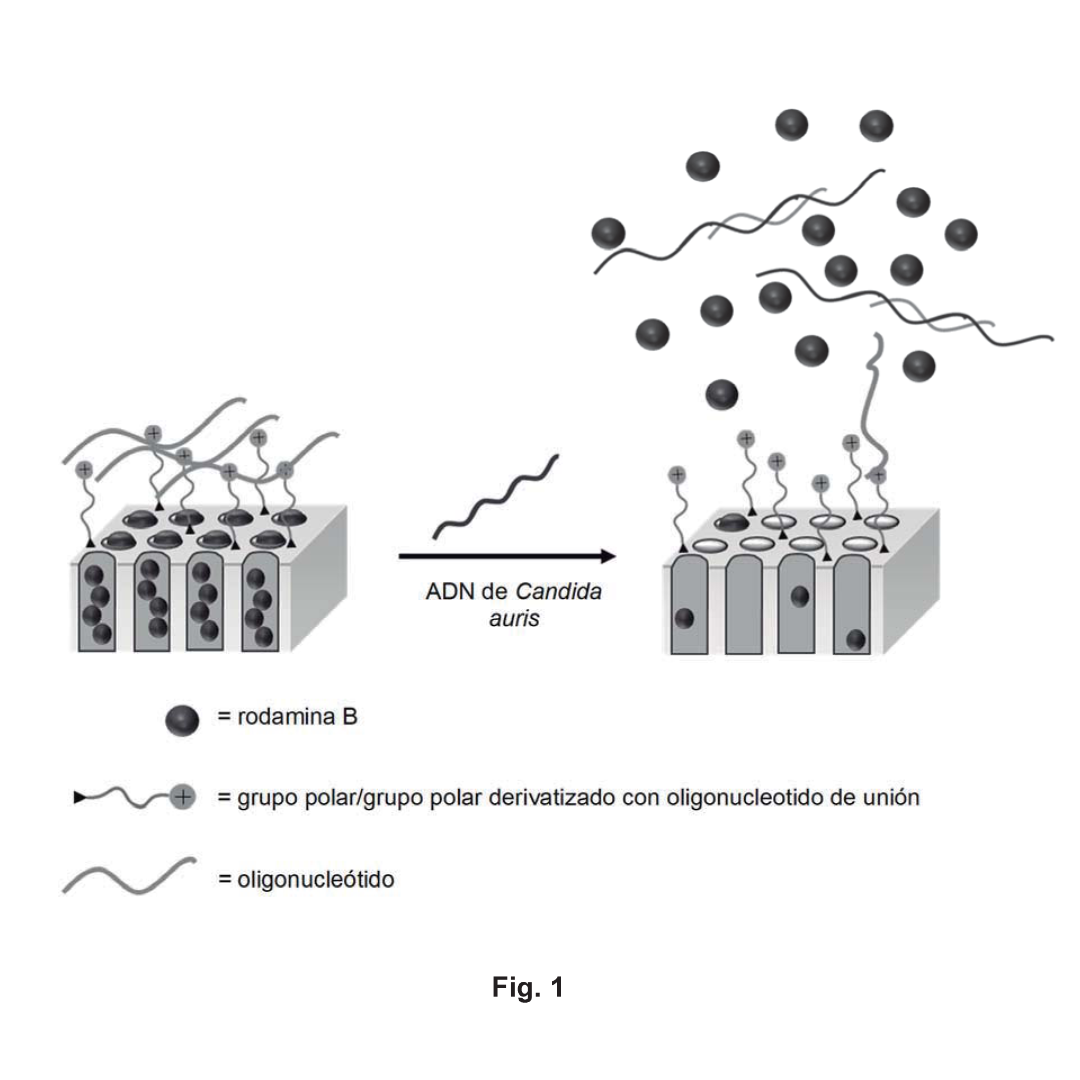 ADN de Candida
auris
= rodamina B
= grupo polar/grupo polar derivatizado con oligonucleotido de unión
= oligonucleótido
Fig. 1